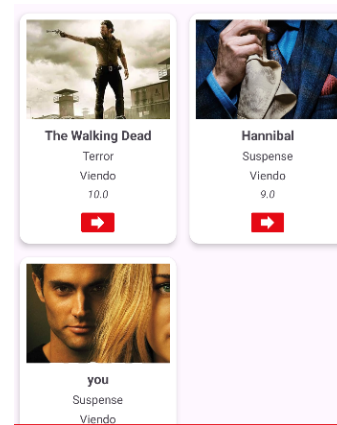 The Walking Dead
Terror
Viendo
10.0
Hannibal
Suspense
Viendo
9.0
you
Suspense
Viendo